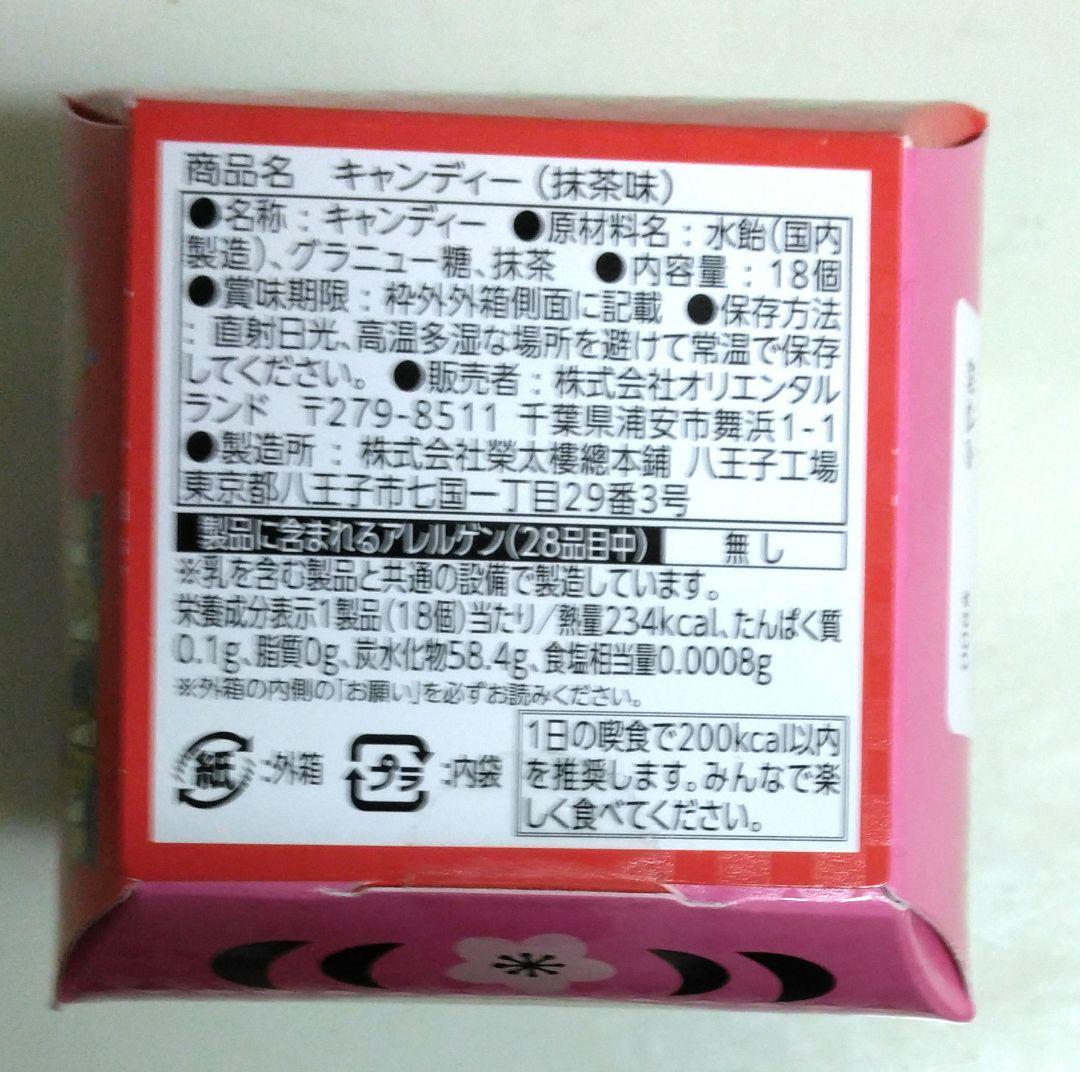 商品名 キャンディー（抹茶味）
●名称：キャンディー ●原材料名：水飴（国内
製造）、グラニュー糖、抹茶 ●内容量：18個
●賞味期限：枠外外箱側面に記載 ●保存方法
：直射日光、高温多湿な場所を避けて常温で保存
してください。 ●販売者：株式会社オリエンタル
ランド 〒279-8511 千葉県浦安市舞浜1-1
●製造所：株式会社榮太樓總本鋪 八王子工場
東京都八王子市七国一丁目29番3号
製品に含まれるアレルゲン（28品目中） 無し
※乳を含む製品と共通の設備で製造しています。
栄養成分表示1製品（18個）当たり／熱量234kcal、たんぱく質
0.1g、脂質0g、炭水化物58.4g、食塩相当量0.0008g
※外箱の内側の「お願い」を必ずお読みください。
紙：外箱 プラ：内袋
1日の喫食で200kcal以内
を推奨します。みんなで楽
しく食べてください。